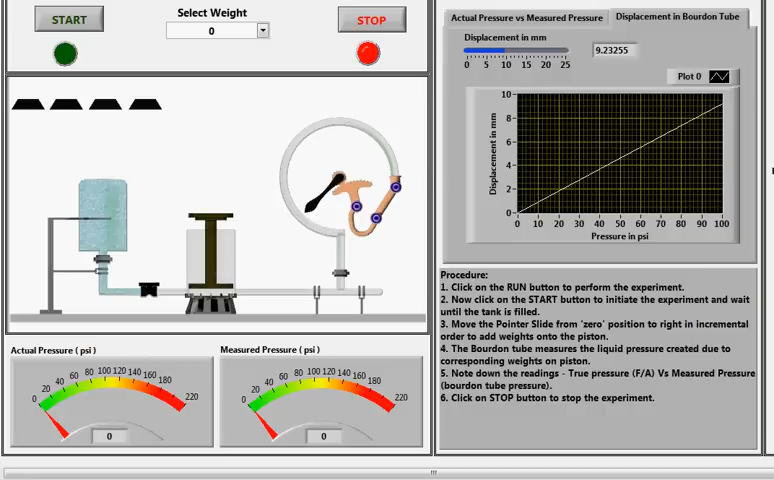 START
Select Weight
0
STOP
Actual Pressure vs Measured Pressure
Displacement in Bourdon Tube
Displacement in mm
9.23255
0 5 10 15 20 25
Plot 0
Displacement in mm
10
8
6
4
2
0
0 10 20 30 40 50 60 70 80 90 100
Pressure in psi
Procedure:
1. Click on the RUN button to perform the experiment.
2. Now click on the START button to initiate the experiment and wait
until the tank is filled.
3. Move the Pointer Slide from 'zero' position to right in incremental
order to add weights onto the piston.
4. The Bourdon tube measures the liquid pressure created due to
corresponding weights on piston.
5. Note down the readings - True pressure (F/A) Vs Measured Pressure
(bourdon tube pressure).
6. Click on STOP button to stop the experiment.
Actual Pressure ( psi )
0 20 40 60 80 100 120 140 160 180 220
0
Measured Pressure ( psi )
0 20 40 60 80 100 120 140 160 180 220
0